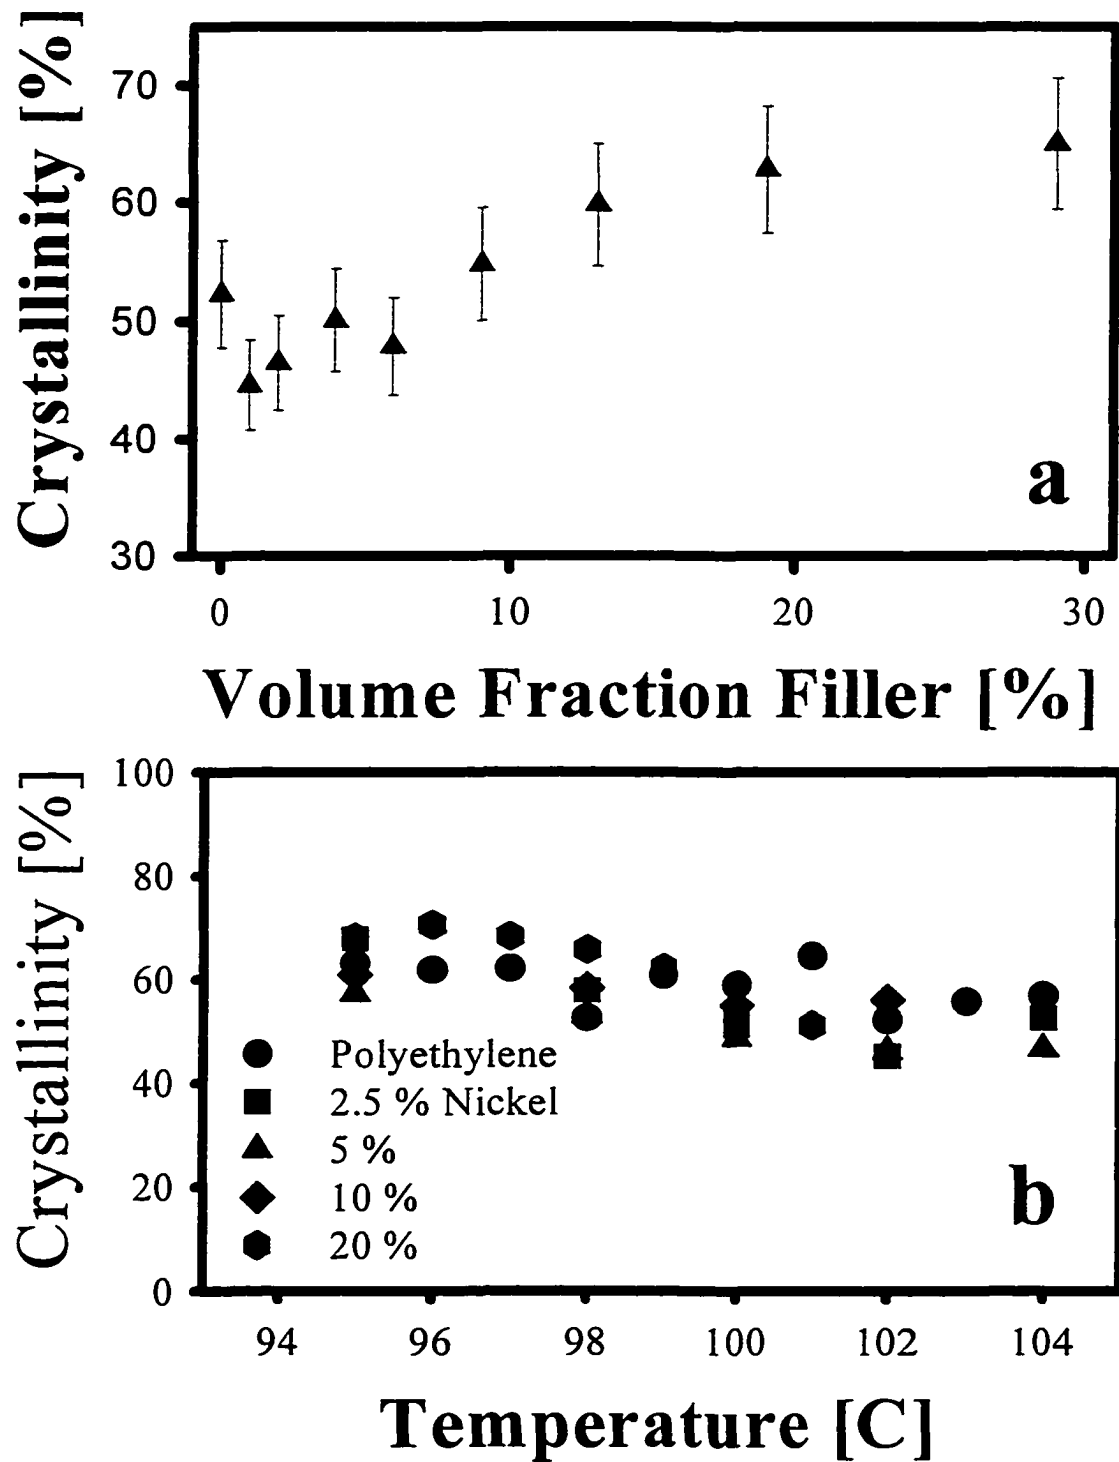 Crystallinity [%]
70
60
50
40
30
a
0 10 20 30
Volume Fraction Filler [%]
Crystallinity [%]
100
80
60
40
20
0
Polyethylene
2.5 % Nickel
5 %
10 %
20 %
b
94 96 98 100 102 104
Temperature [C]